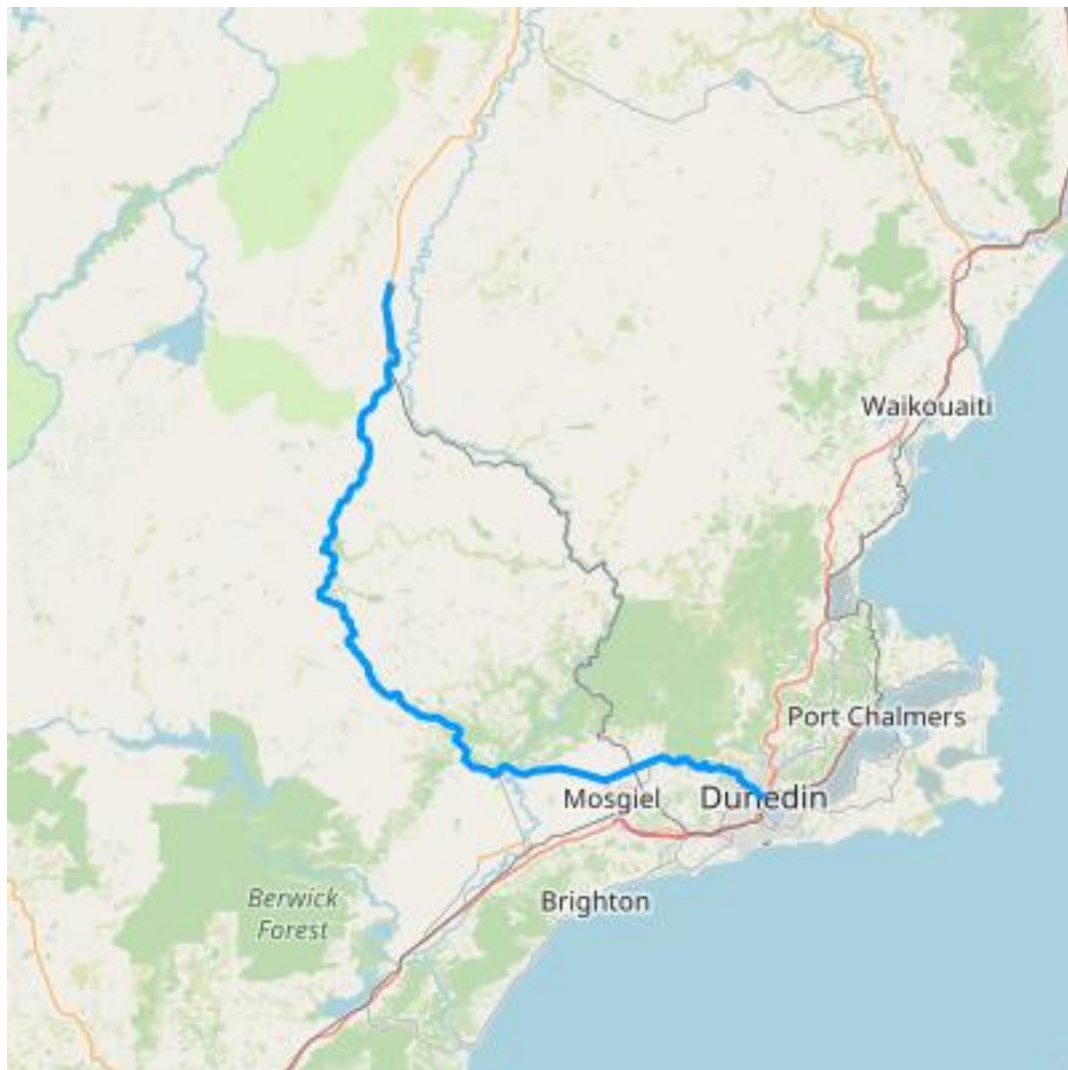 Waikouaiti
Port Chalmers
Mosgiel
Dunedin
Brighton
Berwick
Forest